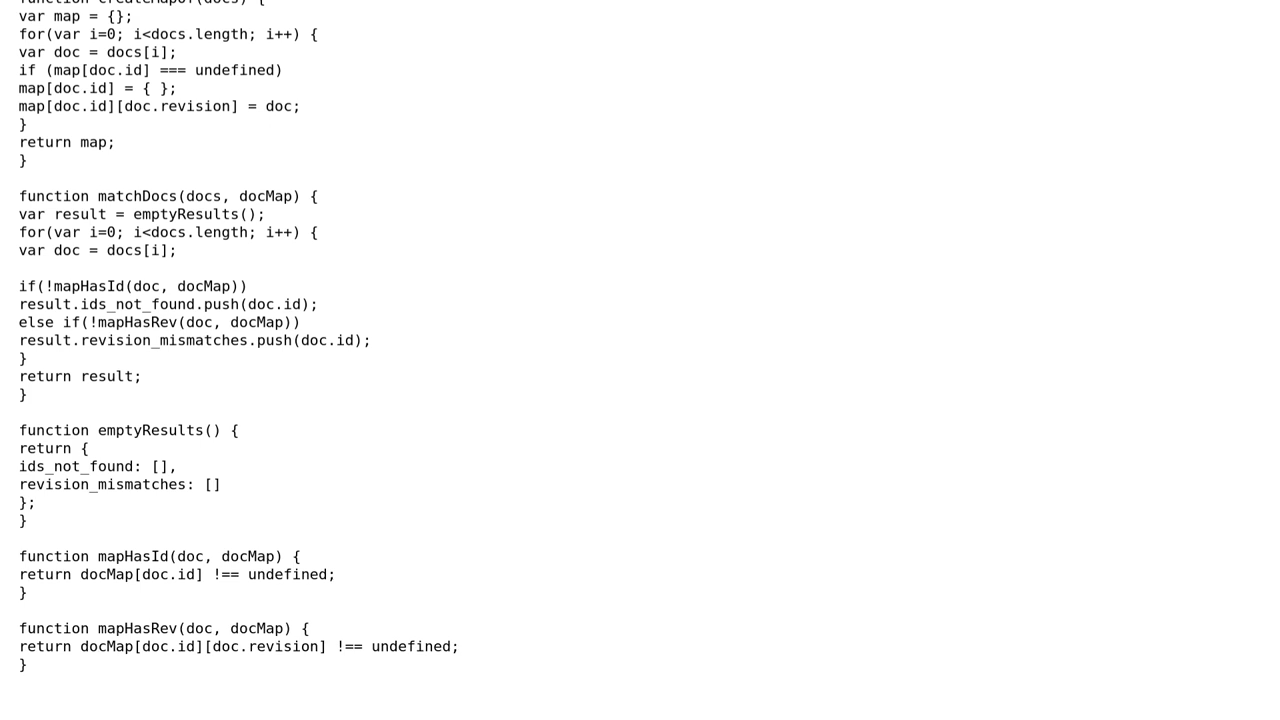 function createMapOf(docs) {
var map = {};
for(var i=0; i<docs.length; i++) {
var doc = docs[i];
if (map[doc.id] === undefined)
map[doc.id] = { };
map[doc.id][doc.revision] = doc;
}
return map;
}
function matchDocs(docs, docMap) {
var result = emptyResults();
for(var i=0; i<docs.length; i++) {
var doc = docs[i];
if(!mapHasId(doc, docMap))
result.ids_not_found.push(doc.id);
else if(!mapHasRev(doc, docMap))
result.revision_mismatches.push(doc.id);
}
return result;
}
function emptyResults() {
return {
ids_not_found: [],
revision_mismatches: []
};
}
function mapHasId(doc, docMap) {
return docMap[doc.id] !== undefined;
}
function mapHasRev(doc, docMap) {
return docMap[doc.id][doc.revision] !== undefined;
}